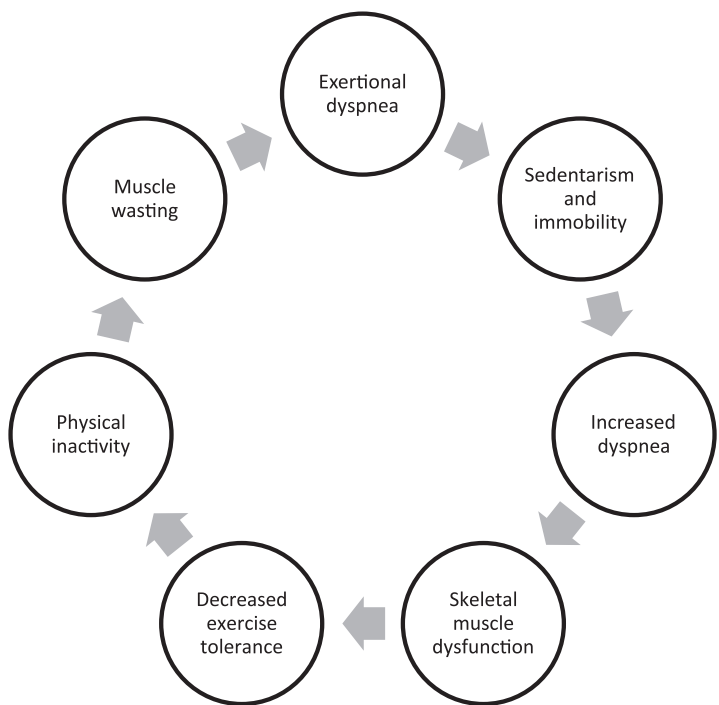 Exertional
dyspnea
Sedentarism
and
immobility
Increased
dyspnea
Skeletal
muscle
dysfunction
Decreased
exercise
tolerance
Physical
inactivity
Muscle
wasting